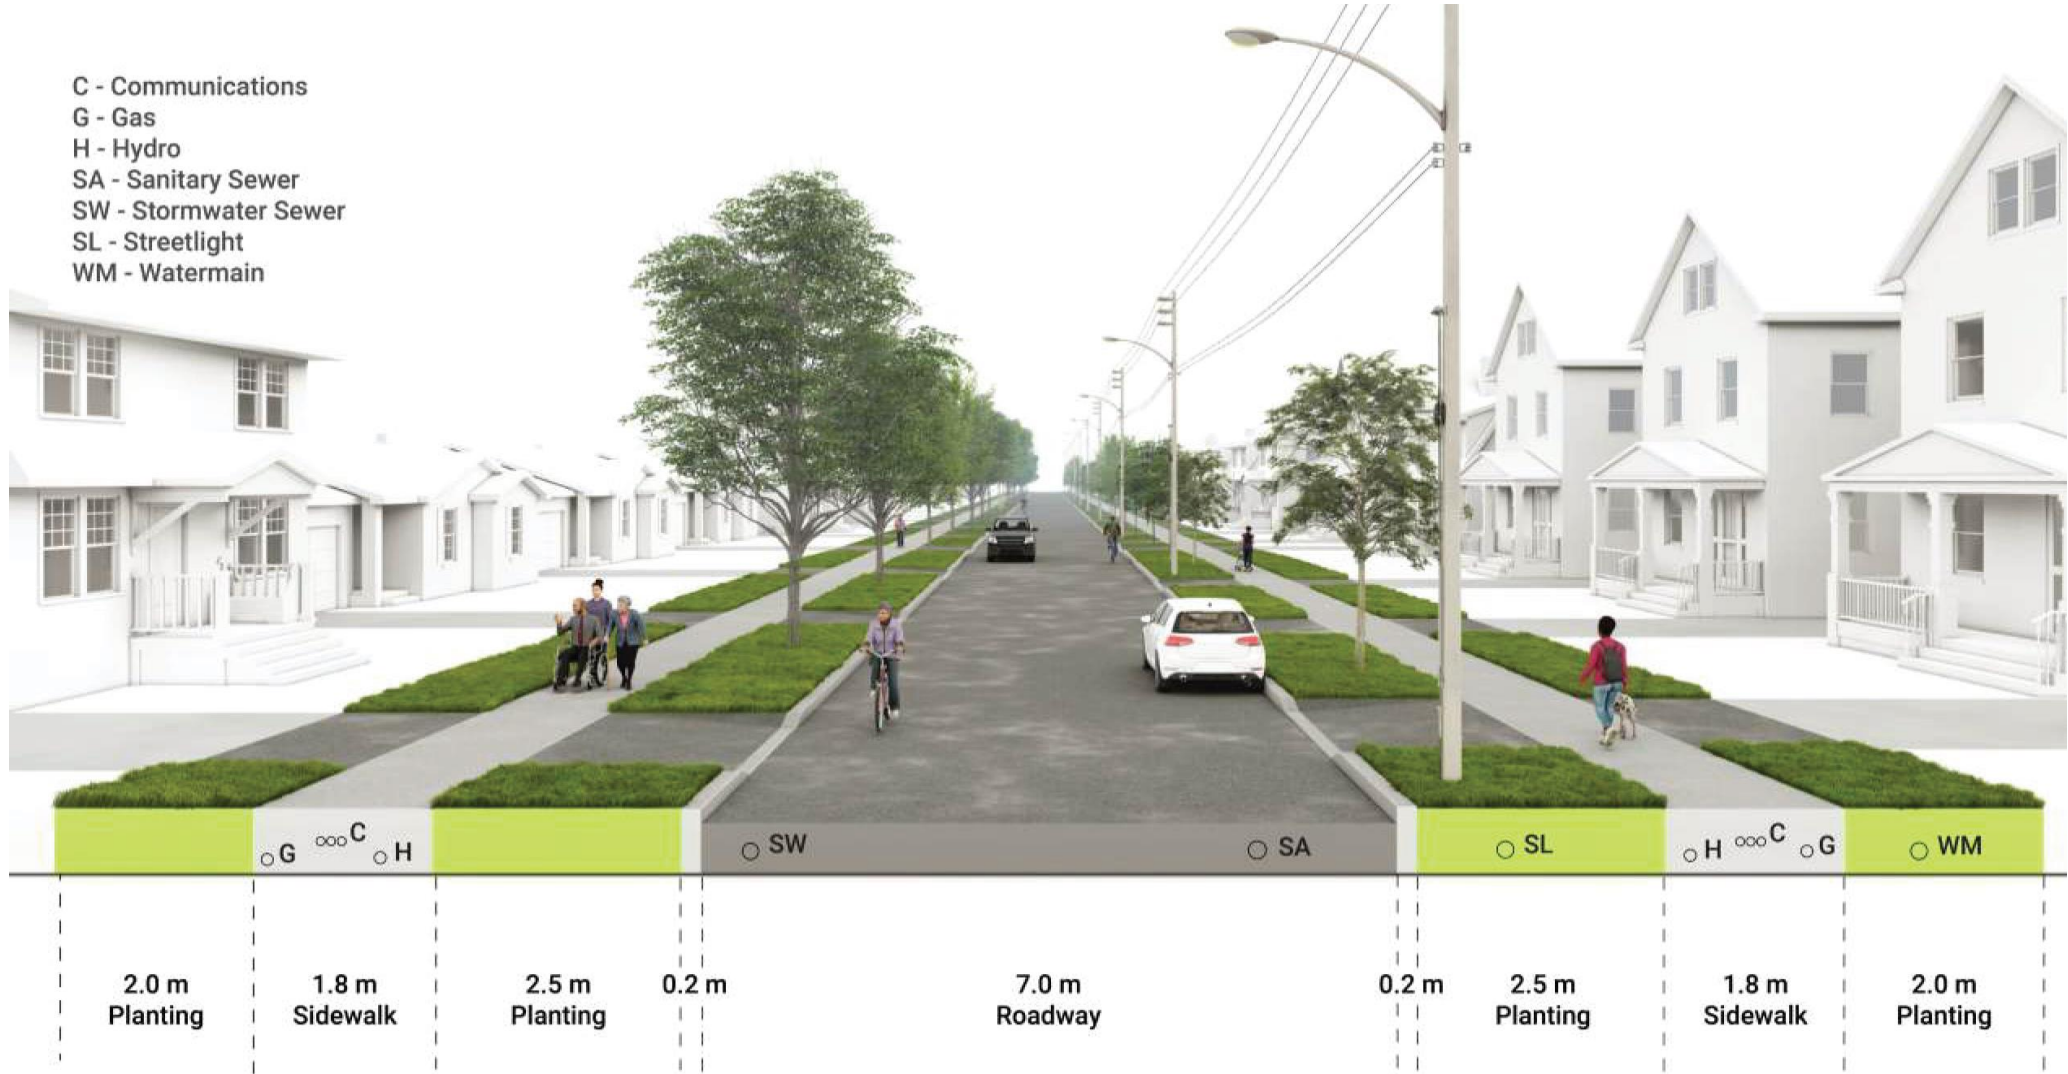 C - Communications
G - Gas
H - Hydro
SA - Sanitary Sewer
SW - Stormwater Sewer
SL - Streetlight
WM - Watermain
G C H SW SA SL H C G WM
2.0 m 1.8 m 2.5 m 0.2 m 7.0 m 0.2 m 2.5 m 1.8 m 2.0 m
Planting Sidewalk Planting Roadway Planting Sidewalk Planting